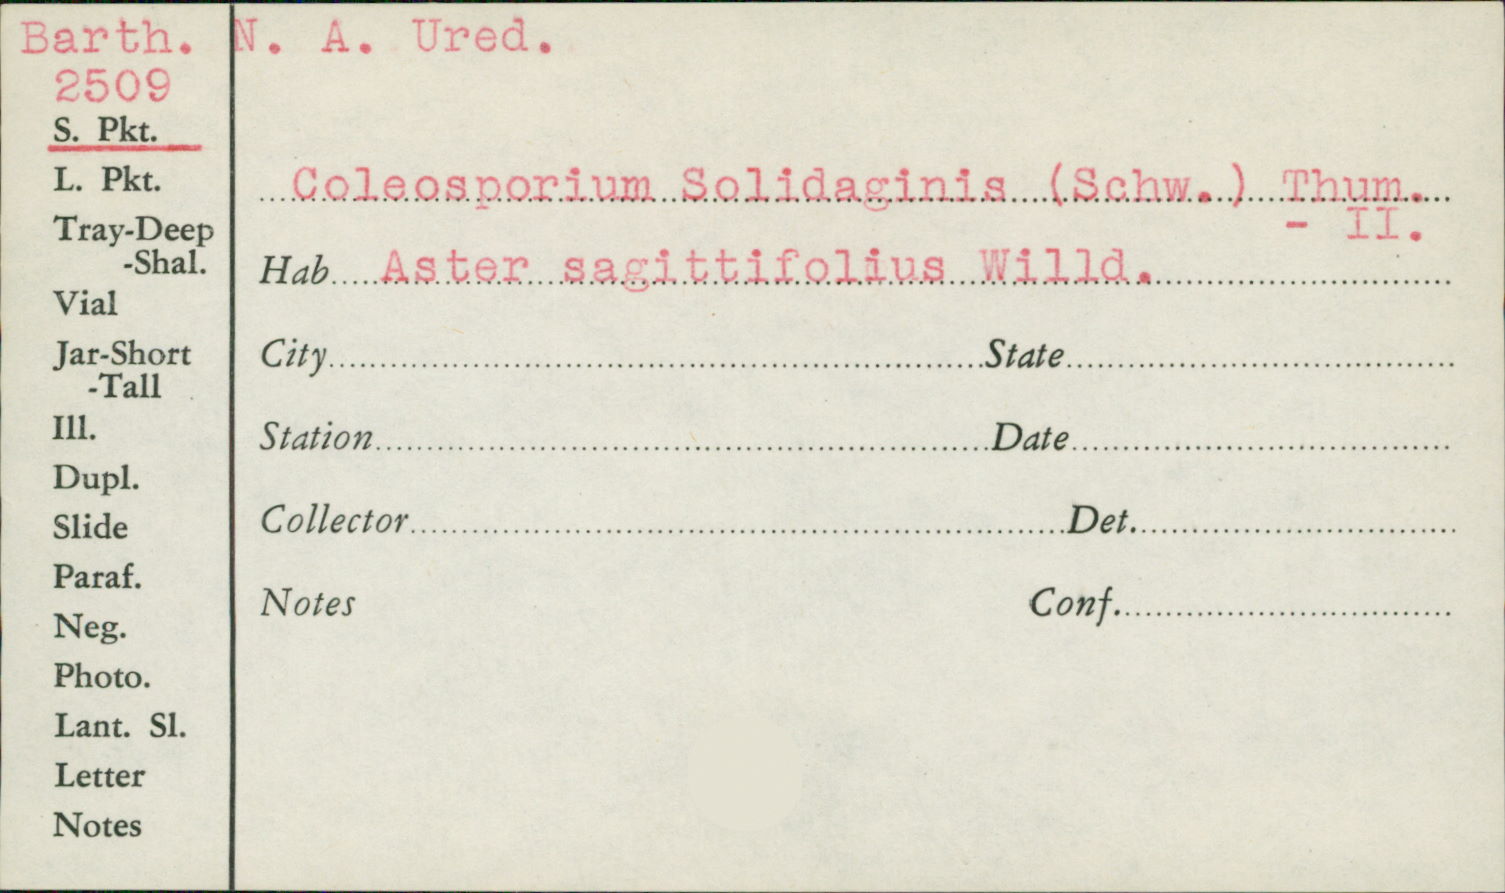 Barth. N. A. Ured.
2509
S. Pkt.
L. Pkt.
Tray-Deep
-Shal.
Vial
Jar-Short
-Tall
Ill.
Dupl.
Slide
Paraf.
Neg.
Photo.
Lant. Sl.
Letter
Notes
Coleosporium Solidaginis (Schw.) Thum.
- II.
Hab Aster sagittifolius Willd.
City State
Station Date
Collector Det.
Notes Conf.